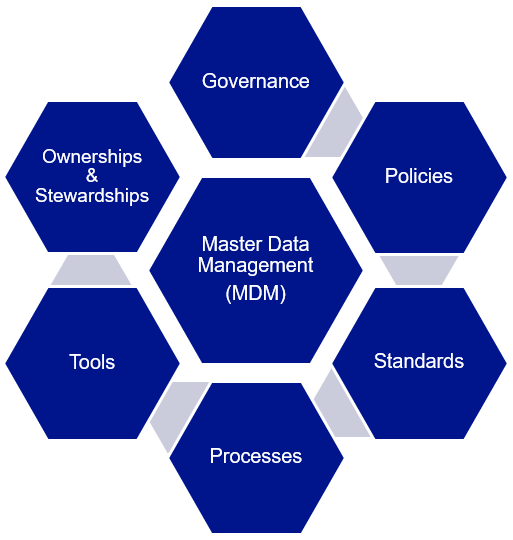 Governance
Ownerships
&
Stewardships
Policies
Master Data
Management
(MDM)
Tools
Standards
Processes